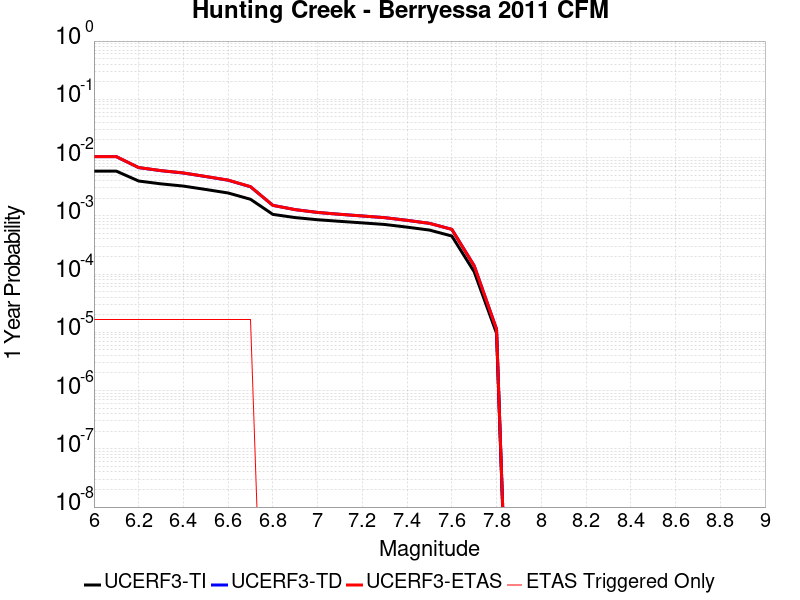 Hunting Creek - Berryessa 2011 CFM
10^0
10^-1
10^-2
10^-3
10^-4
10^-5
10^-6
10^-7
10^-8
1 Year Probability
6 6.2 6.4 6.6 6.8 7 7.2 7.4 7.6 7.8 8 8.2 8.4 8.6 8.8 9
Magnitude
UCERF3-TI UCERF3-TD UCERF3-ETAS ETAS Triggered Only